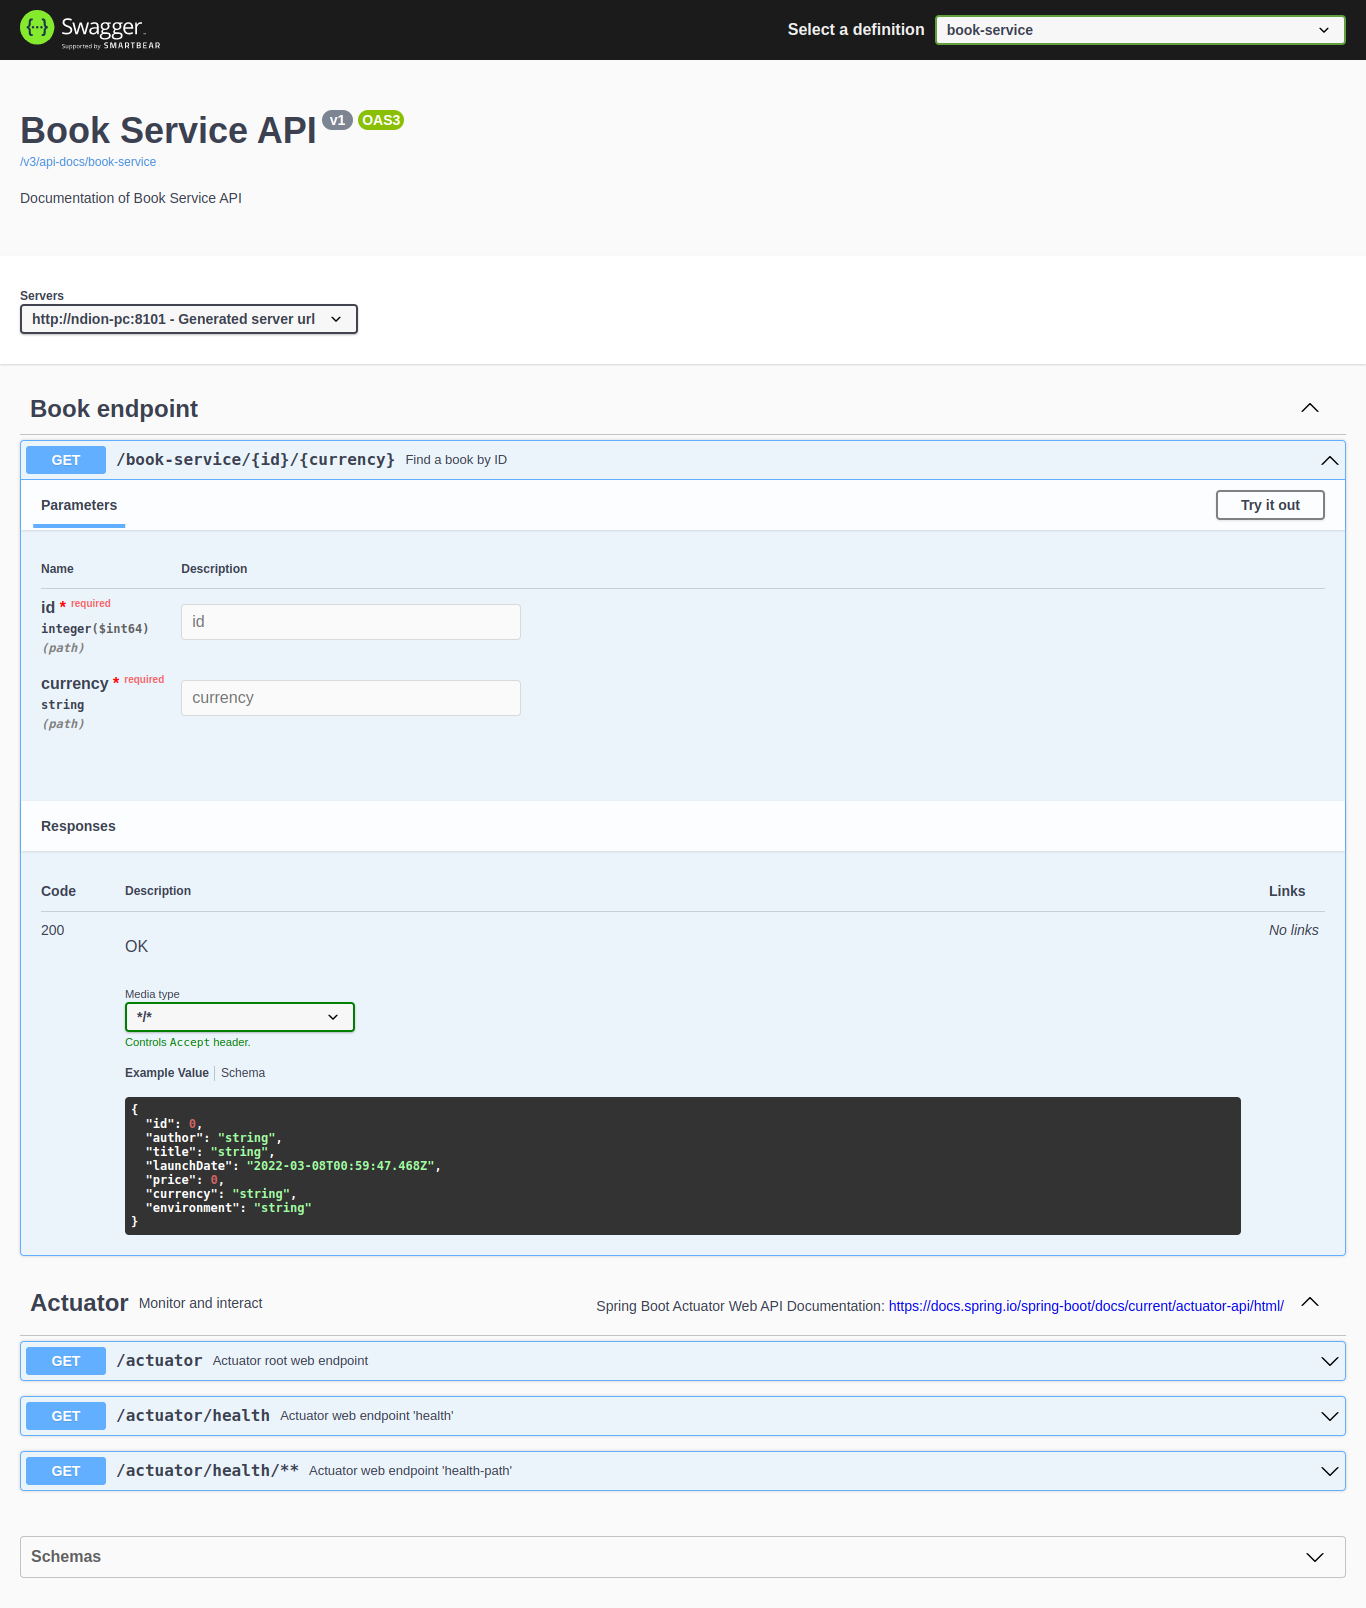 Swagger
Supported by SMARTBEAR
Select a definition
book-service
Book Service API v1 OAS3
/v3/api-docs/book-service
Documentation of Book Service API
Servers
http://ndion-pc:8101 - Generated server url
Book endpoint
GET /book-service/{id}/{currency} Find a book by ID
Parameters
Try it out
Name Description
id * required
integer($int64)
(path)
id
currency * required
string
(path)
currency
Responses
Code Description Links
200
OK
No links
Media type
*/*
Controls Accept header.
Example Value Schema
{
"id": 0,
"author": "string",
"title": "string",
"launchDate": "2022-03-08T00:59:47.468Z",
"price": 0,
"currency": "string",
"environment": "string"
}
Actuator Monitor and interact
Spring Boot Actuator Web API Documentation: https://docs.spring.io/spring-boot/docs/current/actuator-api/html/
GET /actuator Actuator root web endpoint
GET /actuator/health Actuator web endpoint 'health'
GET /actuator/health/** Actuator web endpoint 'health-path'
Schemas